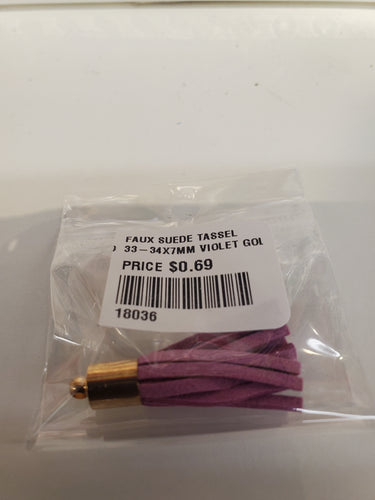 FAUX SUEDE TASSEL
D 33-34X7MM VIOLET GOL
PRICE $0.69
18036